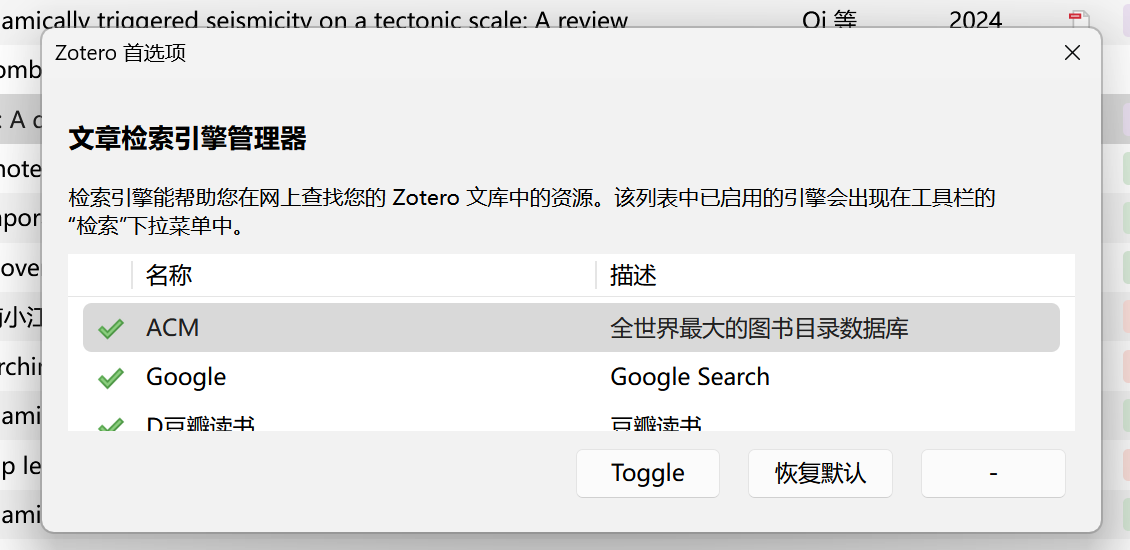 amically triggered seismicity on a tectonic scale: A review Qi 等 2024
Zotero 首选项
omb
: A d
note
npor
ove
有小江
rchin
ami
p le
ami
文章检索引擎管理器
检索引擎能帮助您在网上查找您的 Zotero 文库中的资源。该列表中已启用的引擎会出现在工具栏的
“检索”下拉菜单中。
名称 描述
ACM 全世界最大的图书目录数据库
Google Google Search
D豆瓣读书 豆瓣读书
Toggle 恢复默认 -